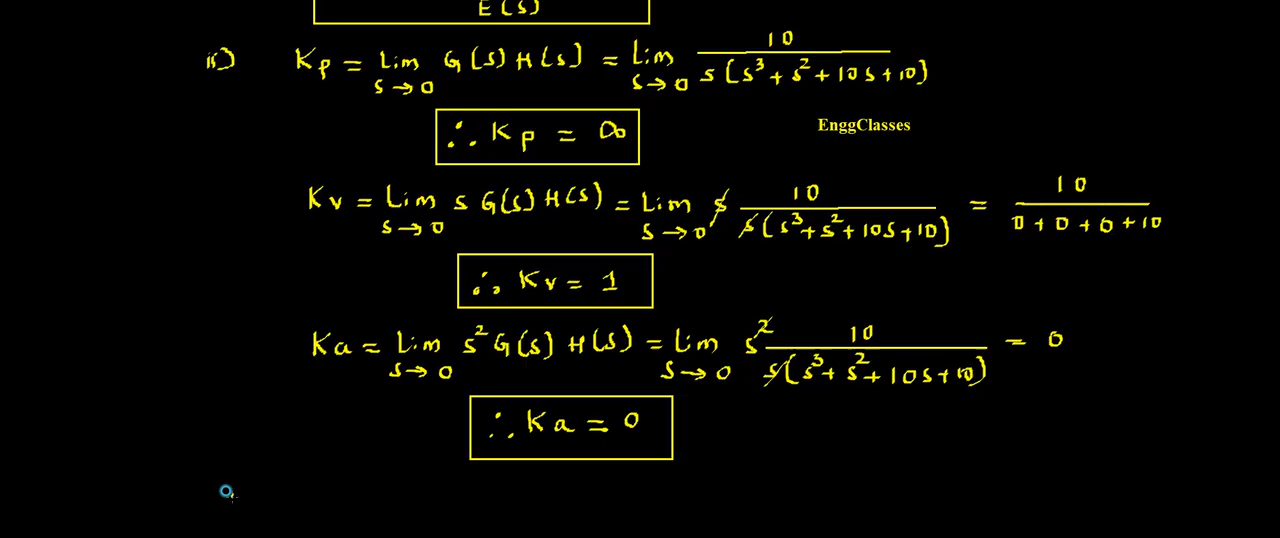 E(s)
ii) Kp = Lim s→0 G(s) H(s) = Lim s→0 10 / s(s³ + s² + 10s + 10)
∴ Kp = ∞
EnggClasses
Kv = Lim s→0 s G(s) H(s) = Lim s→0 s 10 / s(s³ + s² + 10s + 10) = 10 / 0 + 0 + 0 + 10
∴ Kv = 1
Ka = Lim s→0 s² G(s) H(s) = Lim s→0 s² 10 / s(s³ + s² + 10s + 10) = 0
∴ Ka = 0